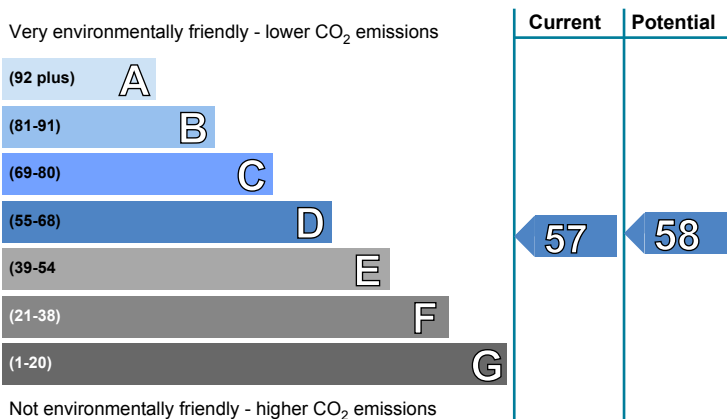 Current Potential
Very environmentally friendly - lower CO2 emissions
(92 plus) A
(81-91) B
(69-80) C
(55-68) D
57 58
(39-54 E
(21-38) F
(1-20) G
Not environmentally friendly - higher CO2 emissions